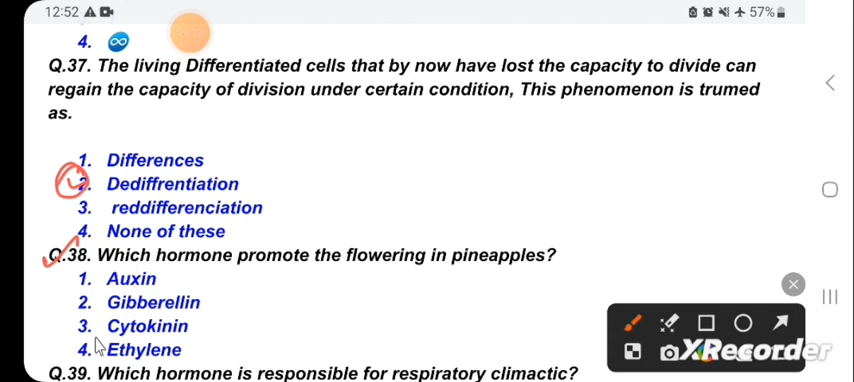 12:52
57%
4. ∞
Q.37. The living Differentiated cells that by now have lost the capacity to divide can
regain the capacity of division under certain condition, This phenomenon is trumed
as.
1. Differences
2. Dediffrentiation
3. reddifferenciation
4. None of these
Q.38. Which hormone promote the flowering in pineapples?
1. Auxin
2. Gibberellin
3. Cytokinin
4. Ethylene
XRecorder
Q.39. Which hormone is responsible for respiratory climactic?